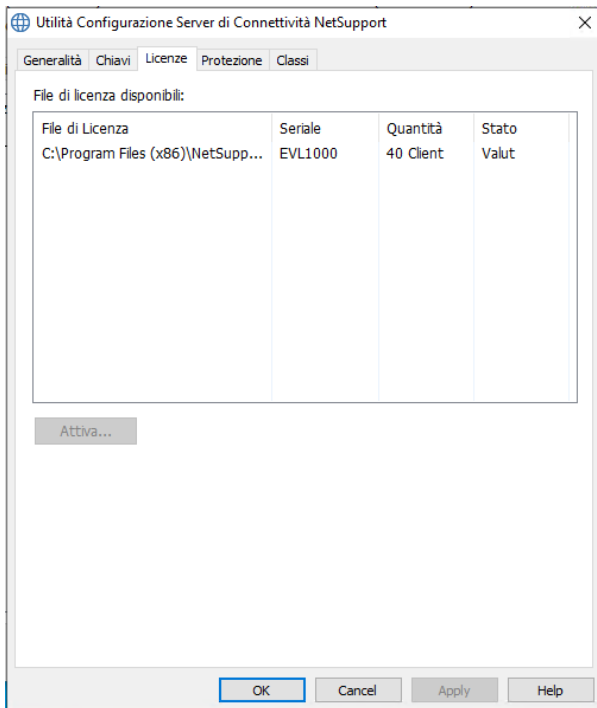 Utilità Configurazione Server di Connettività NetSupport
Generalità Chiavi Licenze Protezione Classi
File di licenza disponibili:
File di Licenza Seriale Quantità Stato
C:\Program Files (x86)\NetSupp... EVL1000 40 Client Valut
Attiva...
OK Cancel Apply Help